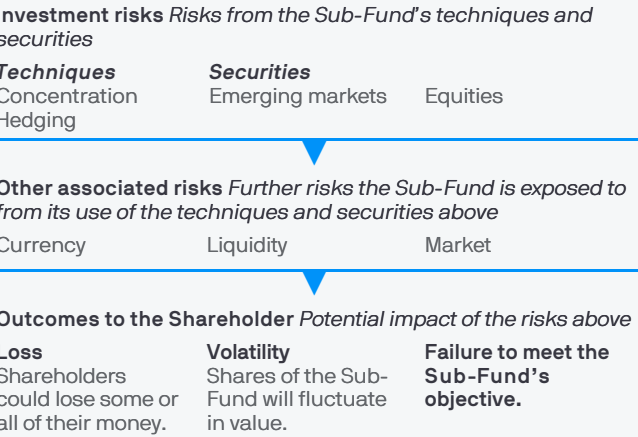 Investment risks Risks from the Sub-Fund's techniques and
securities
Techniques Securities
Concentration Emerging markets Equities
Hedging
Other associated risks Further risks the Sub-Fund is exposed to
from its use of the techniques and securities above
Currency Liquidity Market
Outcomes to the Shareholder Potential impact of the risks above
Loss Volatility Failure to meet the
Shareholders Shares of the Sub- Sub-Fund's
could lose some or Fund will fluctuate objective.
all of their money. in value.